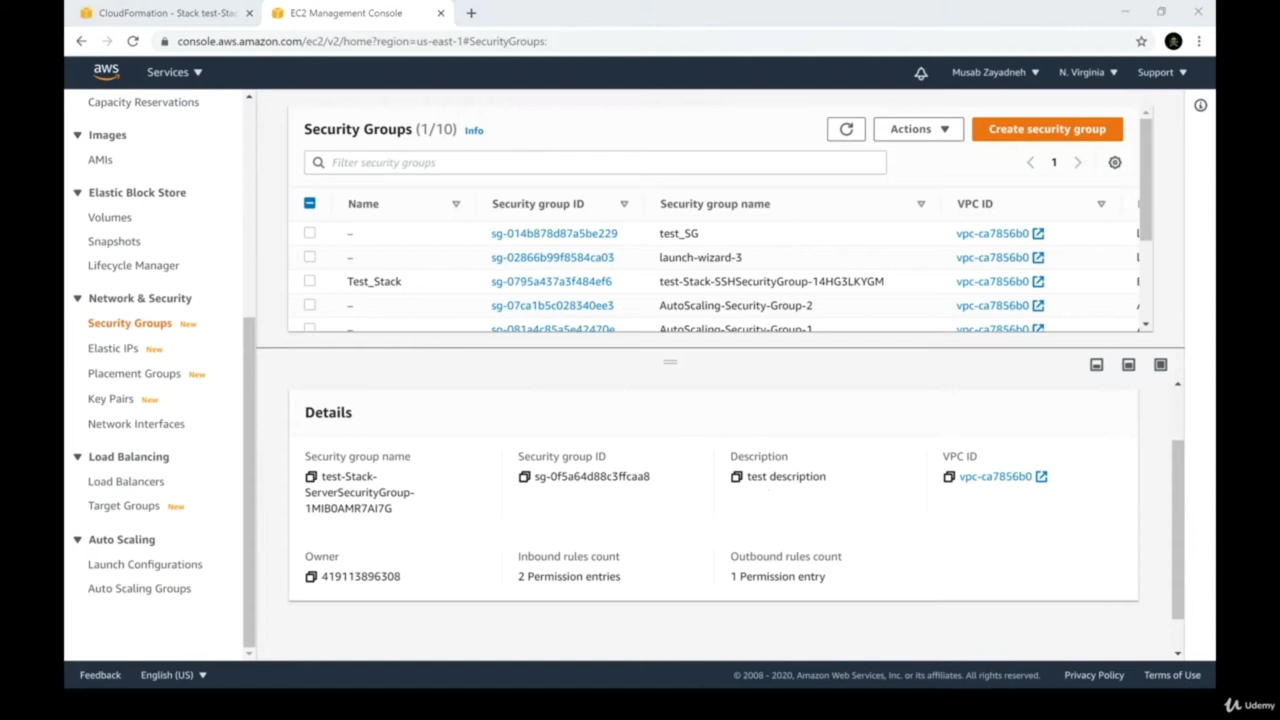 CloudFormation - Stack test-Stac
EC2 Management Console
console.aws.amazon.com/ec2/v2/home?region=us-east-1#SecurityGroups:
aws
Services
Musab Zayadneh
N. Virginia
Support
Capacity Reservations
Images
AMIs
Elastic Block Store
Volumes
Snapshots
Lifecycle Manager
Network & Security
Security Groups New
Elastic IPs New
Placement Groups New
Key Pairs New
Network Interfaces
Load Balancing
Load Balancers
Target Groups New
Auto Scaling
Launch Configurations
Auto Scaling Groups
Security Groups (1/10) Info
Actions
Create security group
Filter security groups
1
Name Security group ID Security group name VPC ID
– sg-014b878d87a5be229 test_SG vpc-ca7856b0
– sg-02866b99f8584ca03 launch-wizard-3 vpc-ca7856b0
Test_Stack sg-0795a437a3f484ef6 test-Stack-SSHSecurityGroup-14HG3LKYGM vpc-ca7856b0
– sg-07ca1b5c028340ee3 AutoScaling-Security-Group-2 vpc-ca7856b0
– sg-081a4c85a5e42470e AutoScaling-Security-Group-1 vpc-ca7856b0
Details
Security group name
test-Stack-
ServerSecurityGroup-
1MIB0AMR7AI7G
Security group ID
sg-0f5a64d88c3ffcaa8
Description
test description
VPC ID
vpc-ca7856b0
Owner
419113896308
Inbound rules count
2 Permission entries
Outbound rules count
1 Permission entry
Feedback
English (US)
© 2008 - 2020, Amazon Web Services, Inc. or its affiliates. All rights reserved.
Privacy Policy
Terms of Use
Udemy